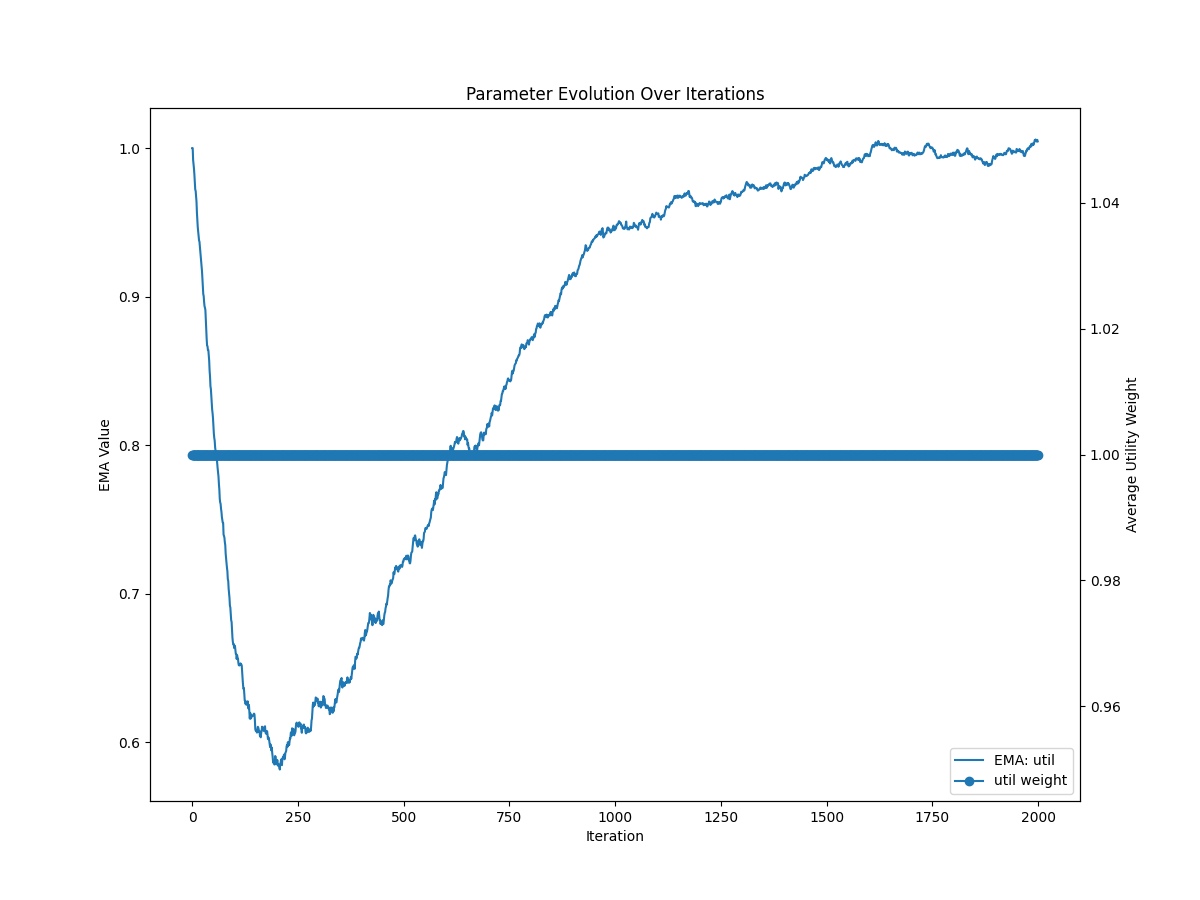 Parameter Evolution Over Iterations
1.0
0.9
0.8
0.7
0.6
EMA Value
1.04
1.02
1.00
0.98
0.96
Average Utility Weight
EMA: util
util weight
0 250 500 750 1000 1250 1500 1750 2000
Iteration